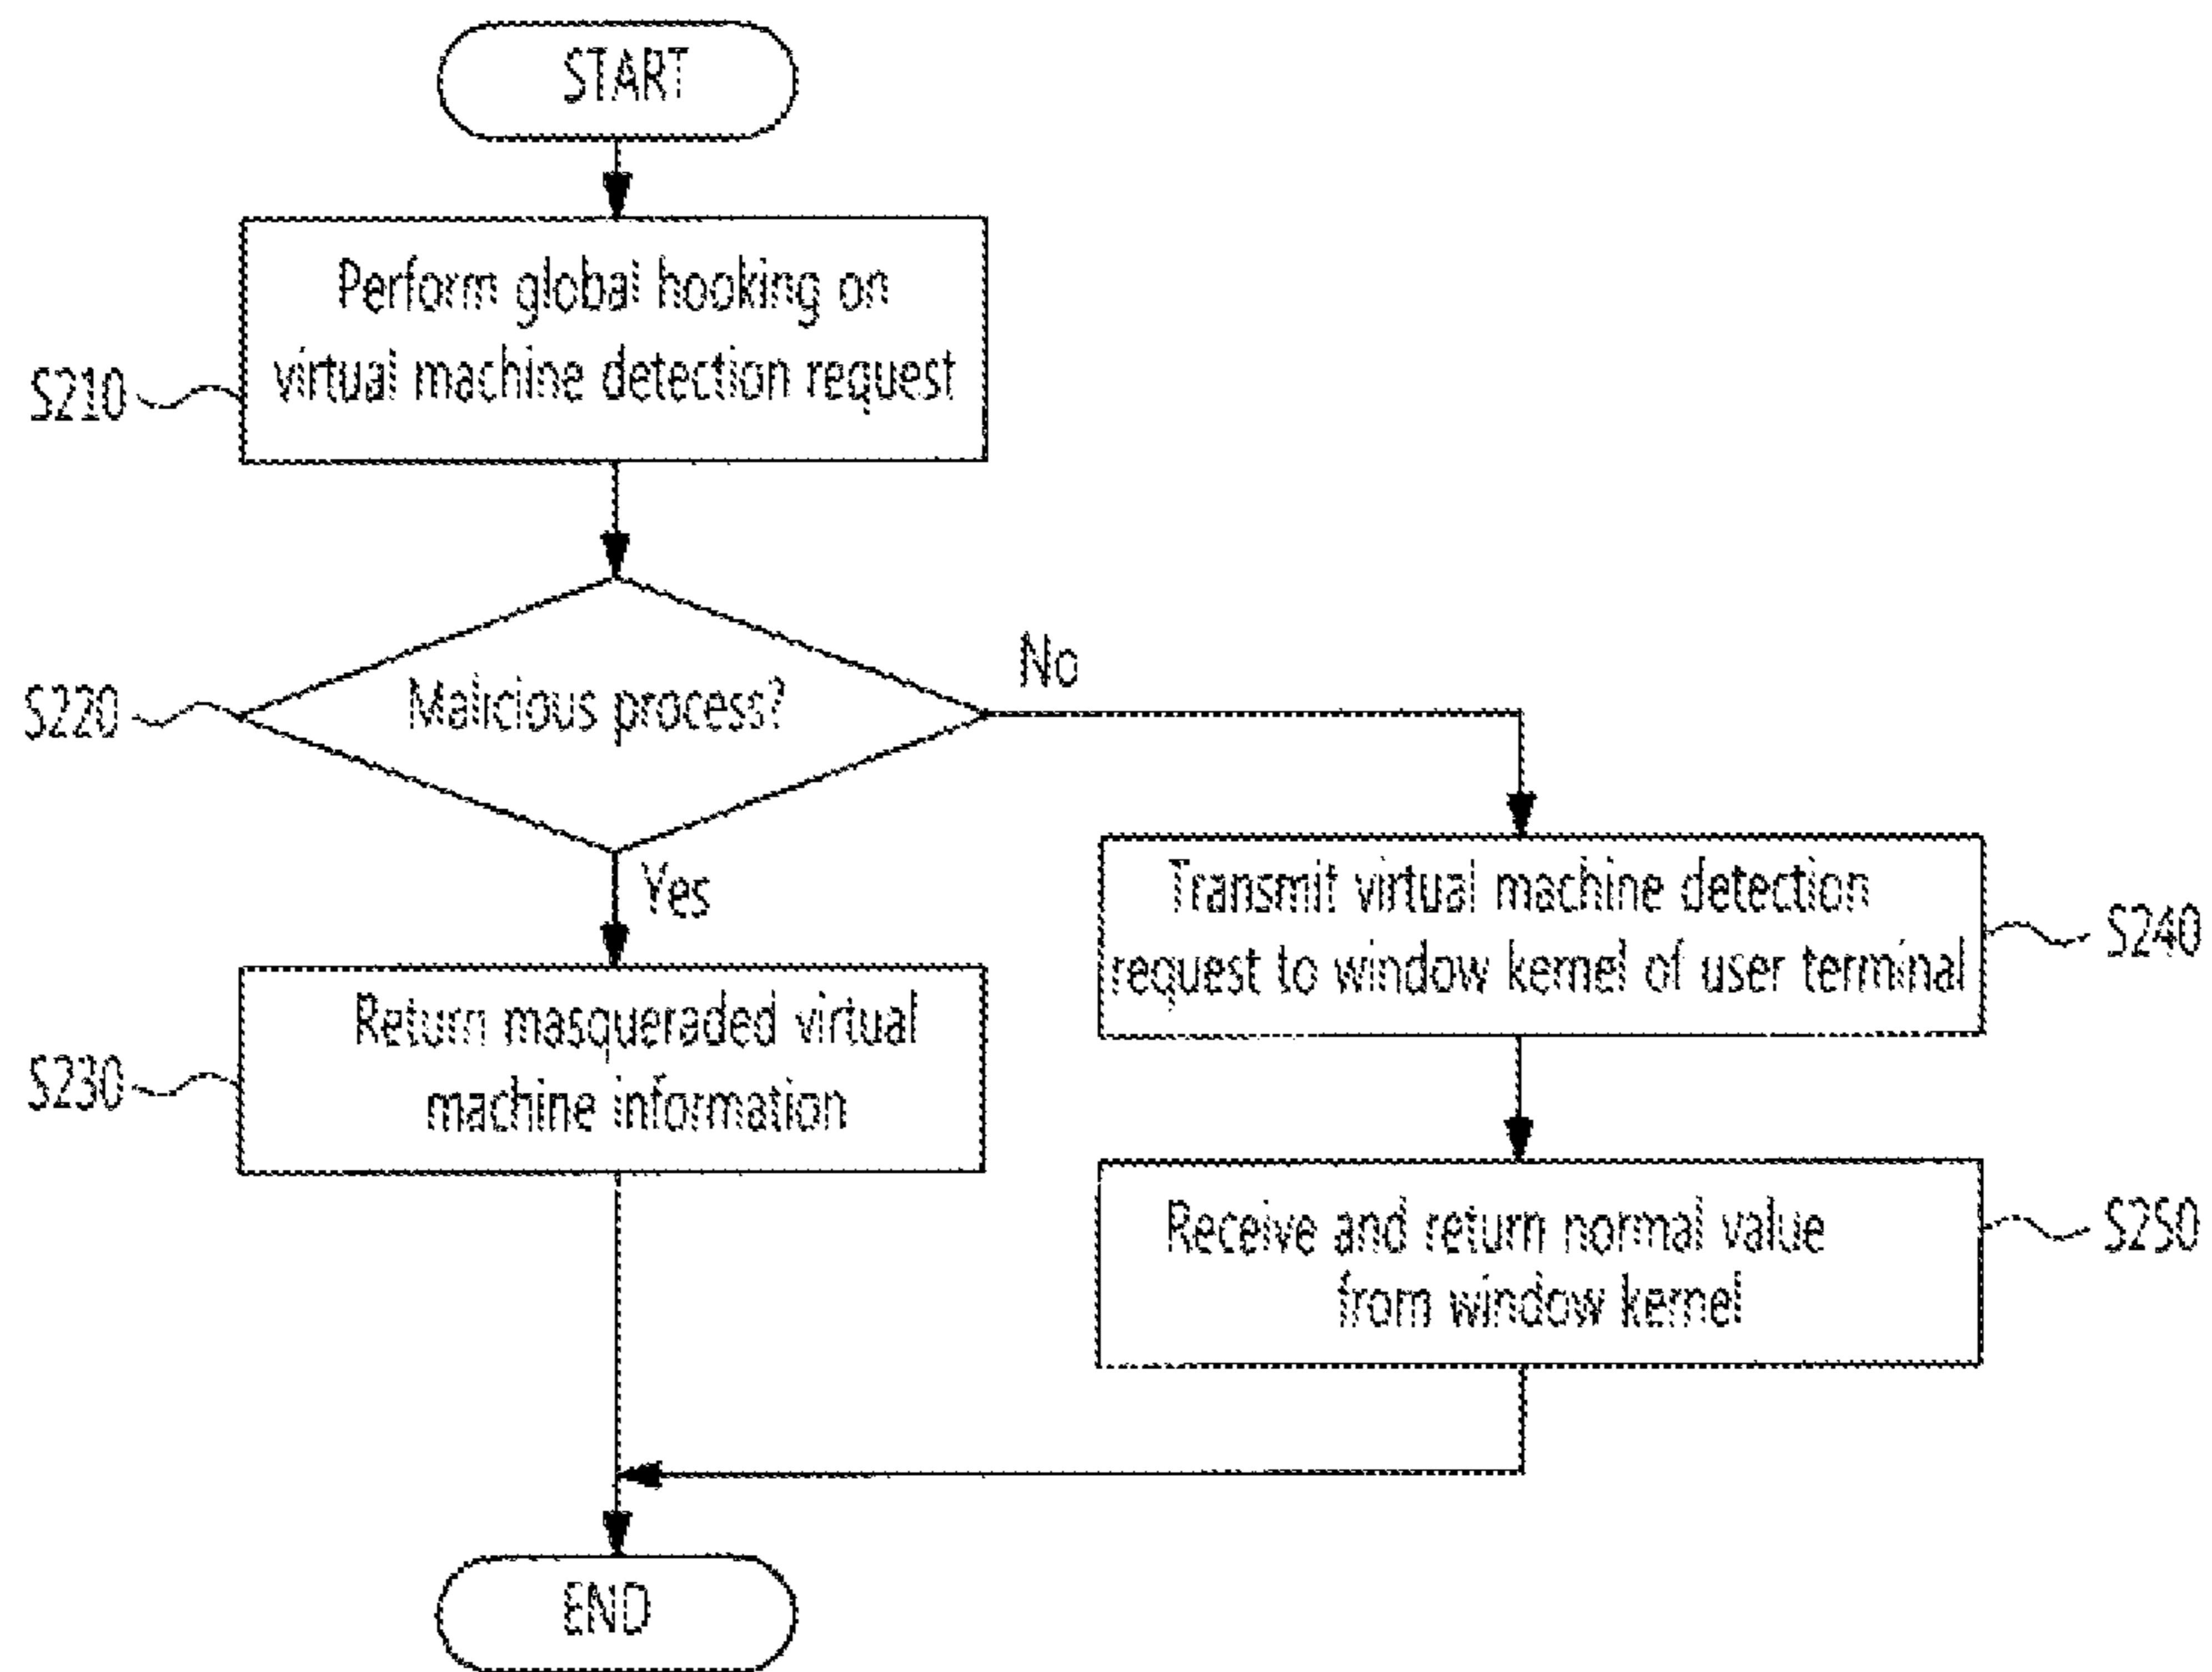 START
Perform global hooking on
virtual machine detection request
S210
Malicious process?
S220
No
Yes
Transmit virtual machine detection
request to window kernel of user terminal
S240
Return masqueraded virtual
machine information
S230
Receive and return normal value
from window kernel
S250
END